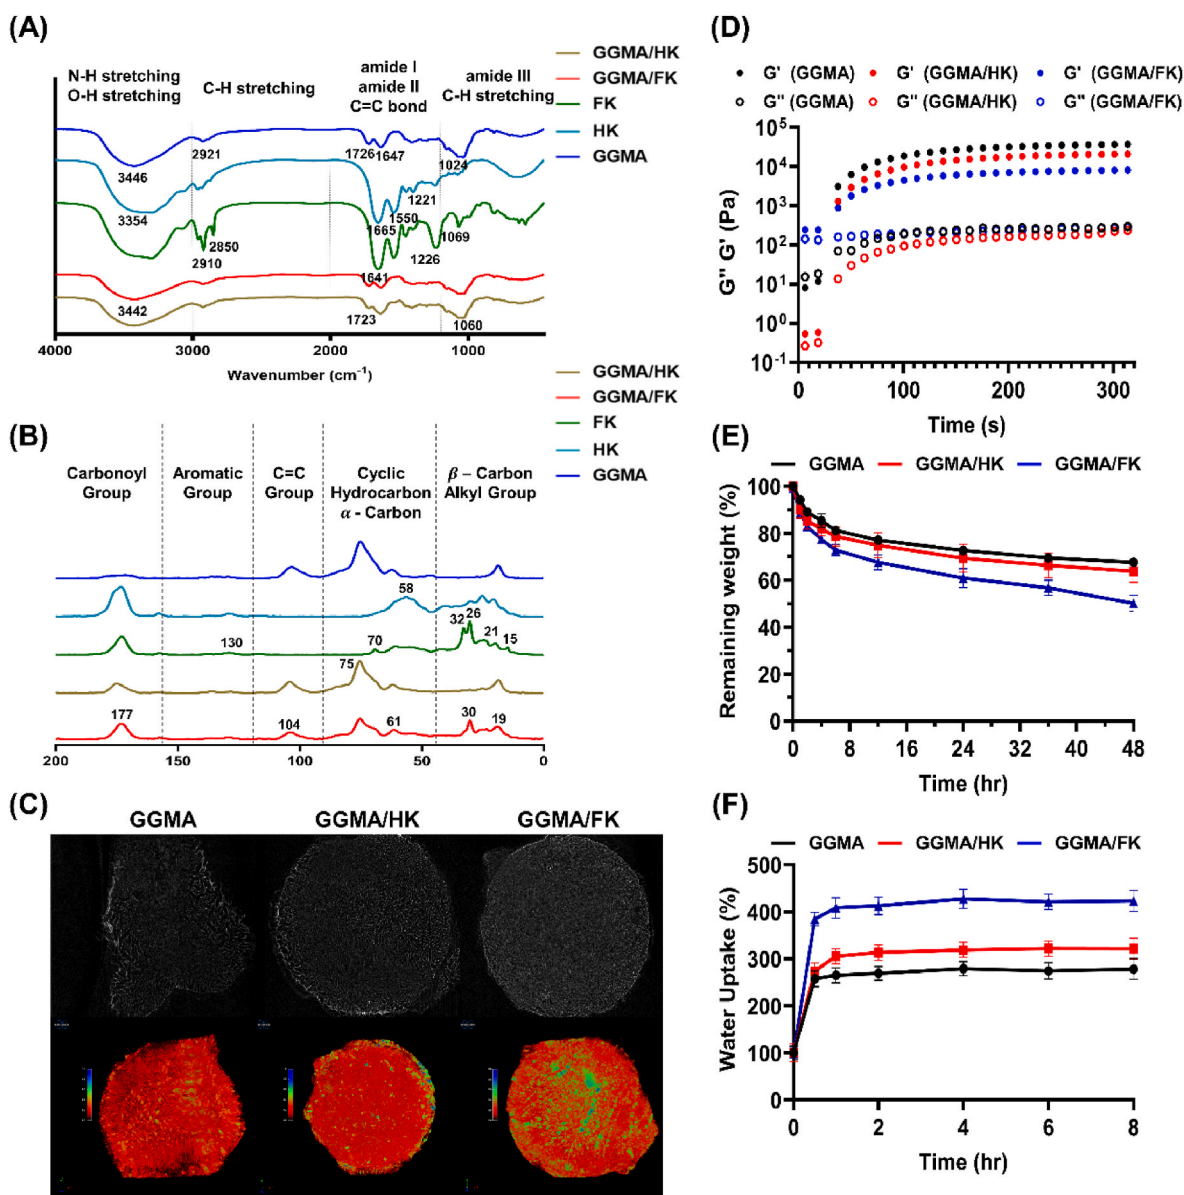 (A)
N-H stretching
O-H stretching
C-H stretching
amide I
amide II
C=C bond
amide III
C-H stretching
GGMA/HK
GGMA/FK
FK
HK
GGMA
2921
1726
1647
1024
3446
3354
1221
1550
1665
1069
2850
2910
1226
1641
3442
1723
1060
4000 3000 2000 1000
Wavenumber (cm⁻¹)
(B)
Carbonoyl
Group
Aromatic
Group
C=C
Group
Cyclic
Hydrocarbon
α - Carbon
β – Carbon
Alkyl Group
GGMA/HK
GGMA/FK
FK
HK
GGMA
58
32
26
21
15
130
70
75
177
104
61
30
19
200 150 100 50 0
(C)
GGMA GGMA/HK GGMA/FK
(D)
G' (GGMA) G' (GGMA/HK) G' (GGMA/FK)
G'' (GGMA) G'' (GGMA/HK) G'' (GGMA/FK)
G'' G' (Pa)
10⁵
10⁴
10³
10²
10¹
10⁰
10⁻¹
0 100 200 300
Time (s)
(E)
GGMA GGMA/HK GGMA/FK
Remaining weight (%)
100
80
60
40
20
0
0 8 16 24 32 40 48
Time (hr)
(F)
GGMA GGMA/HK GGMA/FK
Water Uptake (%)
500
400
300
200
100
0
0 2 4 6 8
Time (hr)